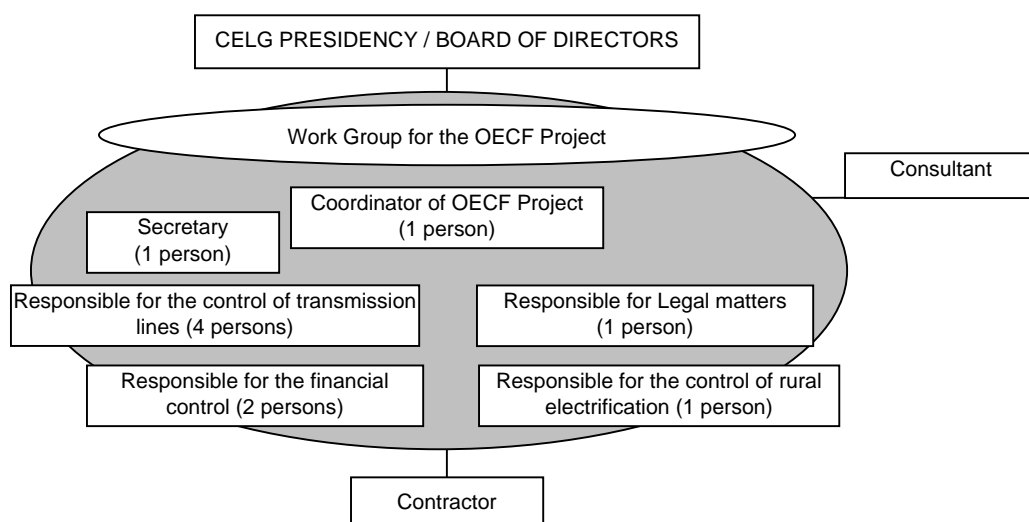 CELG PRESIDENCY / BOARD OF DIRECTORS
Work Group for the OECF Project
Consultant
Coordinator of OECF Project
(1 person)
Secretary
(1 person)
Responsible for the control of transmission
lines (4 persons)
Responsible for Legal matters
(1 person)
Responsible for the financial
control (2 persons)
Responsible for the control of rural
electrification (1 person)
Contractor